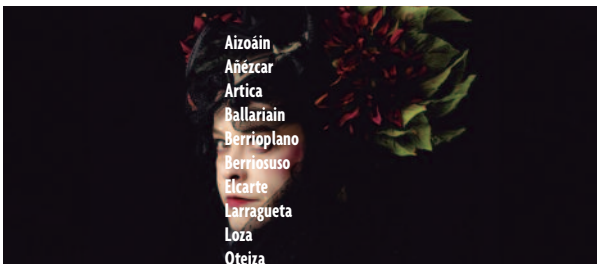 Aizoáin
Añézcar
Artica
Ballariain
Berrioplano
Berriosuso
Elcarte
Larragueta
Loza
Oteiza